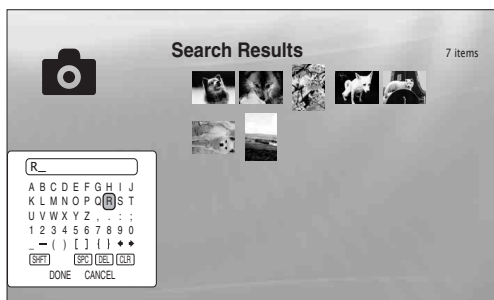 Search Results
7 items
R_
A B C D E F G H I J
K L M N O P Q R S T
U V W X Y Z , . : ;
1 2 3 4 5 6 7 8 9 0
_ – ( ) [ ] { }
SHFT SPC DEL CLR
DONE CANCEL